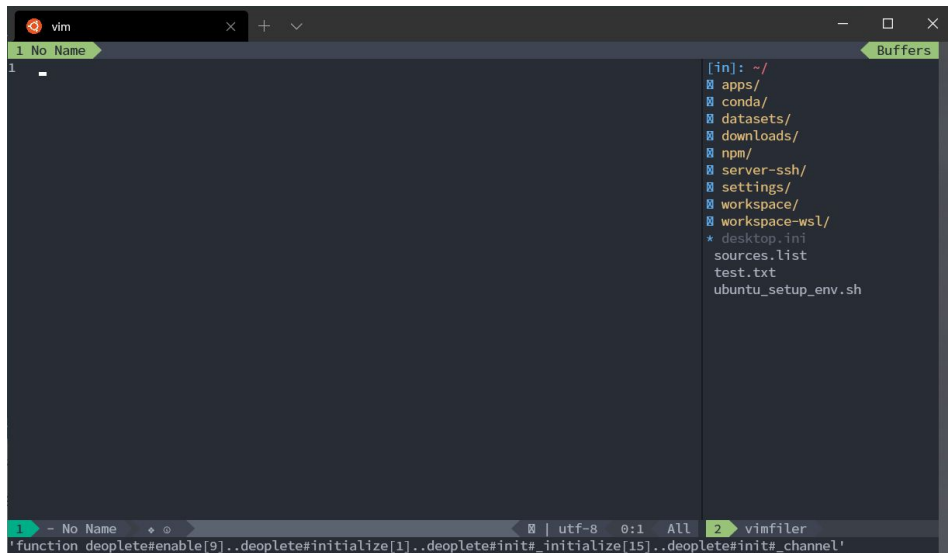 vim
1 No Name
Buffers
1
[in]: ~/
apps/
conda/
datasets/
downloads/
npm/
server-ssh/
settings/
workspace/
workspace-wsl/
* desktop.ini
sources.list
test.txt
ubuntu_setup_env.sh
1 - No Name | utf-8 0:1 All
2 vimfiler
'function deoplete#enable[9]..deoplete#initialize[1]..deoplete#init#_initialize[15]..deoplete#init#_channel'